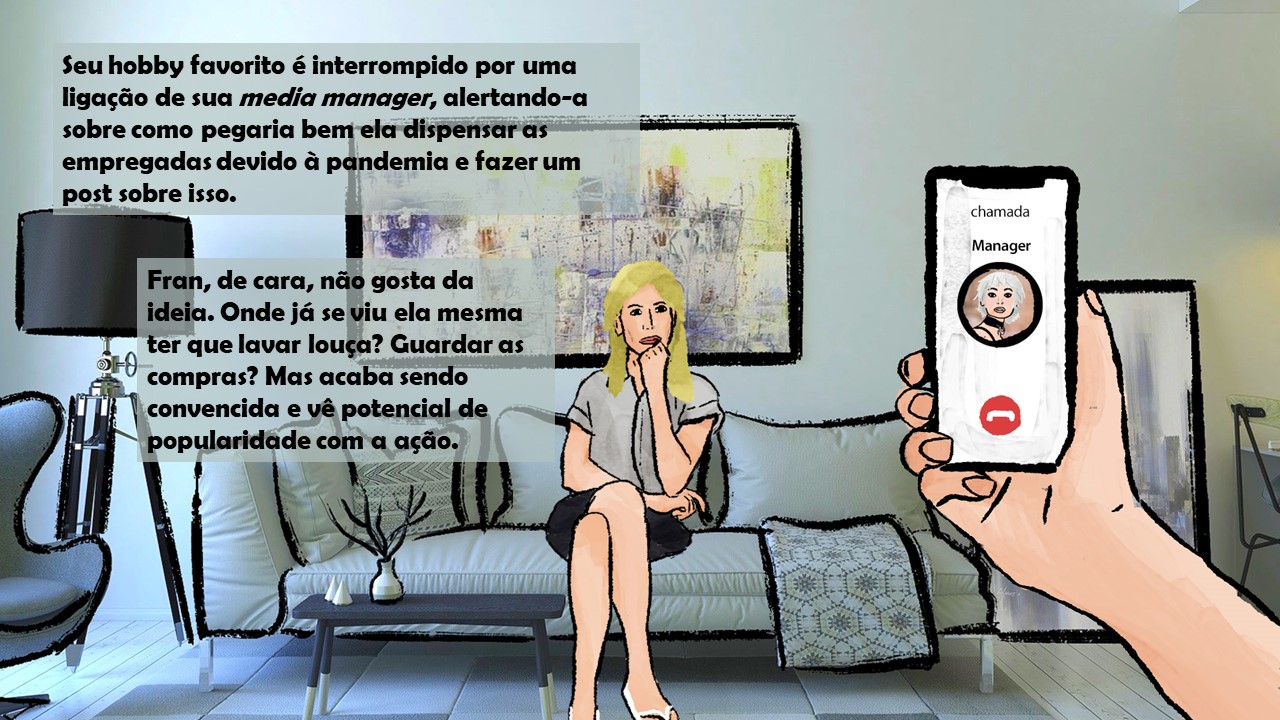 Seu hobby favorito é interrompido por uma
ligação de sua media manager, alertando-a
sobre como pegaria bem ela dispensar as
empregadas devido à pandemia e fazer um
post sobre isso.
Fran, de cara, não gosta da
ideia. Onde já se viu ela mesma
ter que lavar louça? Guardar as
compras? Mas acaba sendo
convencida e vê potencial de
popularidade com a ação.
chamada
Manager